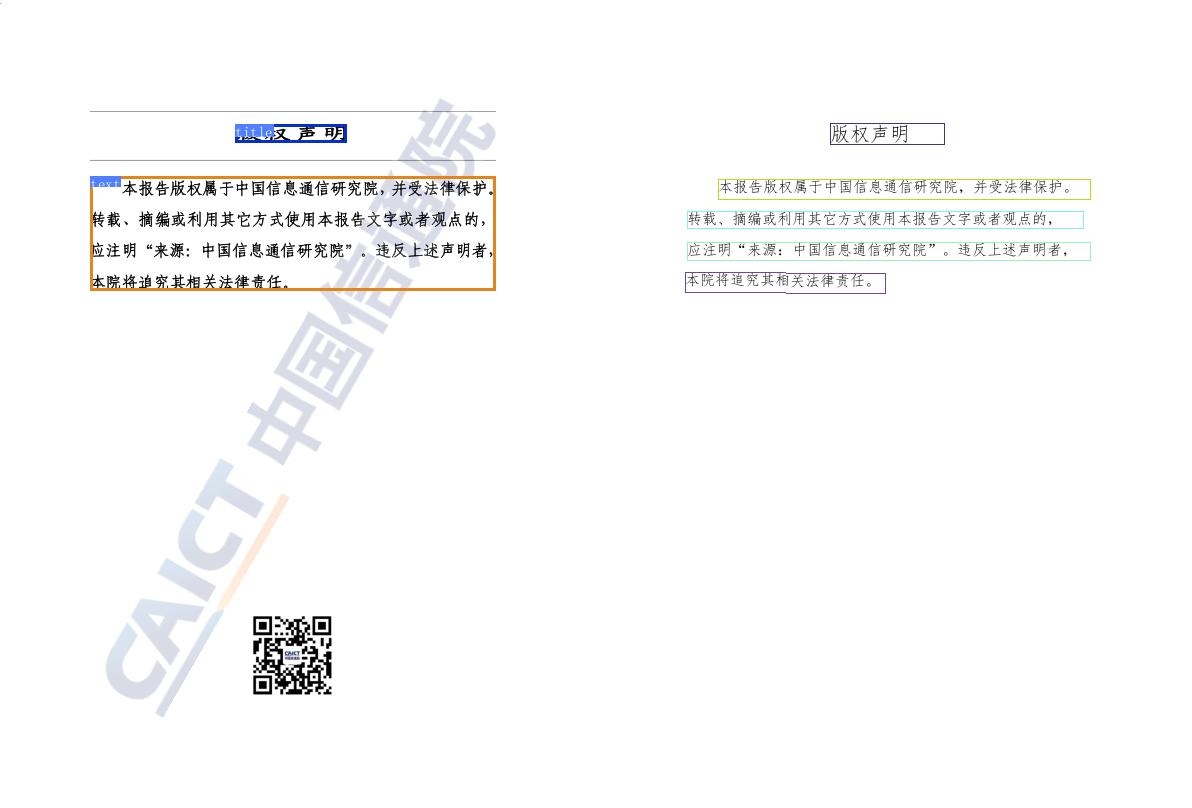 title
版权声明
text
本报告版权属于中国信息通信研究院，并受法律保护。
转载、摘编或利用其它方式使用本报告文字或者观点的，
应注明“来源：中国信息通信研究院”。违反上述声明者，
本院将追究其相关法律责任。
CAICT 中国信通院
CAICT
中国信通院
版权声明
本报告版权属于中国信息通信研究院，并受法律保护。
转载、摘编或利用其它方式使用本报告文字或者观点的，
应注明“来源：中国信息通信研究院”。违反上述声明者，
本院将追究其相关法律责任。